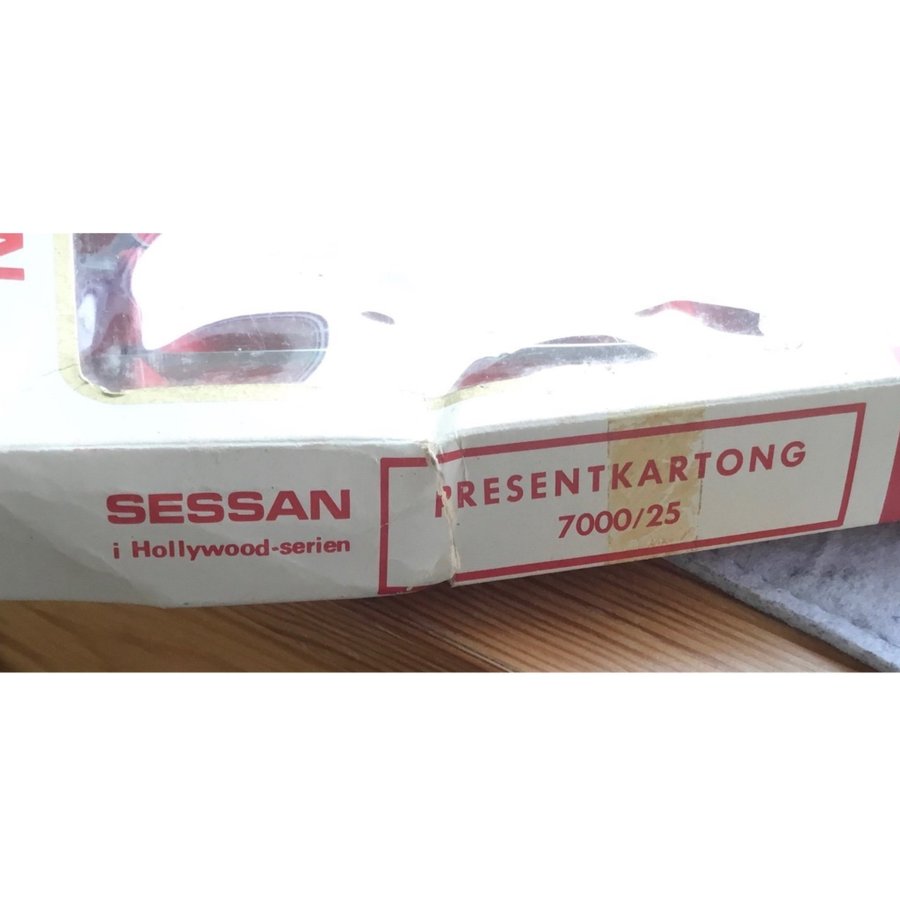 SESSAN
i Hollywood-serien
PRESENTKARTONG
7000/25